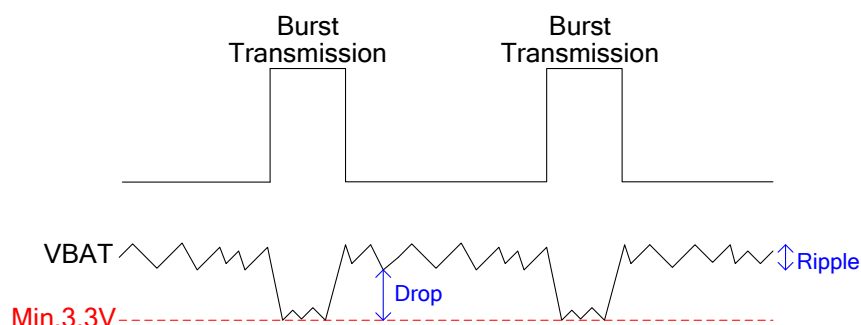 Burst
Transmission
Burst
Transmission
VBAT
Ripple
Drop
Min.3.3V